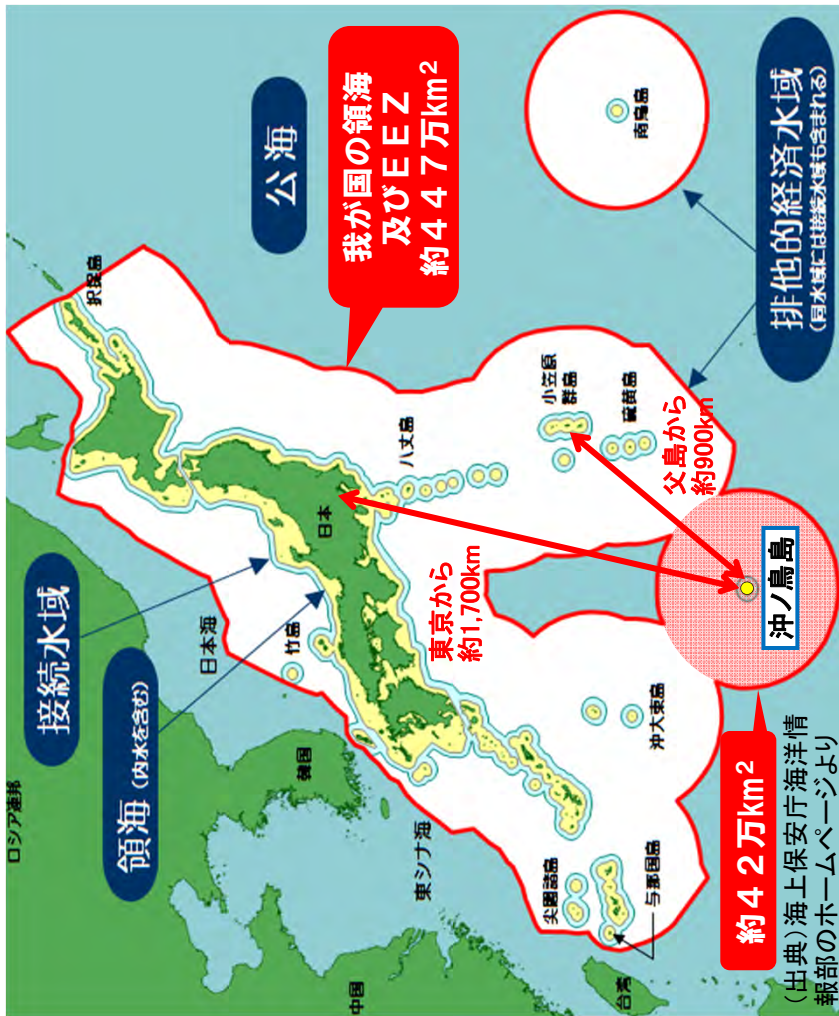 ロシア連邦
中国
韓国
台湾
日本海
東シナ海
接続水域
領海(内水を含む)
竹島
日本
択捉島
公海
我が国の領海
及びEEZ
約447万km²
八丈島
小笠原
群島
硫黄島
南鳥島
排他的経済水域
(同水域には接続水域も含まれる)
東京から
約1,700km
父島から
約900km
沖ノ鳥島
沖大東島
尖閣諸島
与那国島
約42万km²
(出典)海上保安庁海洋情
報部のホームページより